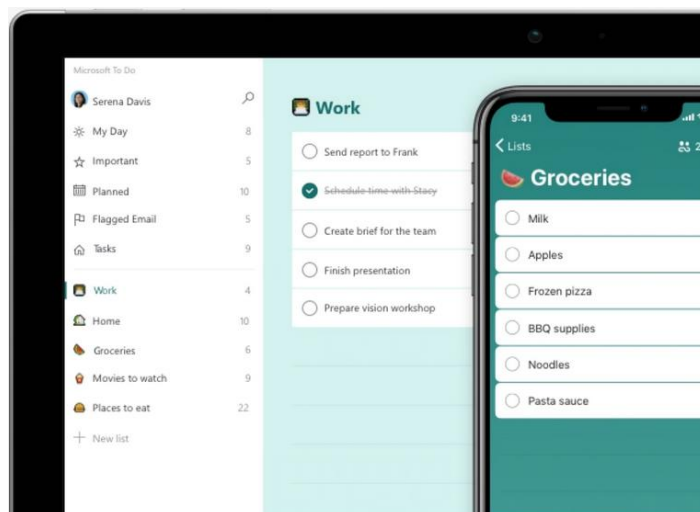 Microsoft To Do
Serena Davis
My Day 8
Important 5
Planned 10
Flagged Email 5
Tasks 9
Work 4
Home 10
Groceries 6
Movies to watch 9
Places to eat 22
New list
Work
Send report to Frank
Schedule time with Stacy
Create brief for the team
Finish presentation
Prepare vision workshop
9:41
Lists
2
Groceries
Milk
Apples
Frozen pizza
BBQ supplies
Noodles
Pasta sauce